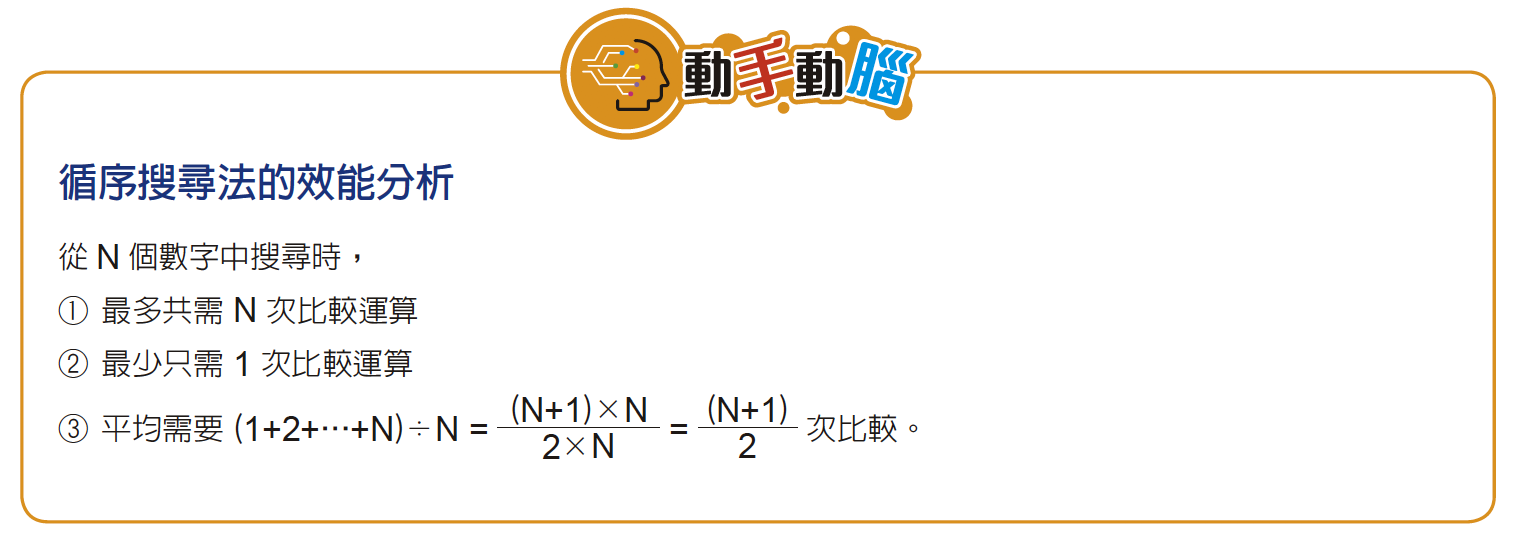 動手動腦
循序搜尋法的效能分析
從 N 個數字中搜尋時，
① 最多共需 N 次比較運算
② 最少只需 1 次比較運算
③ 平均需要 (1+2+⋯+N)÷N = (N+1)×N / 2×N = (N+1) / 2 次比較。